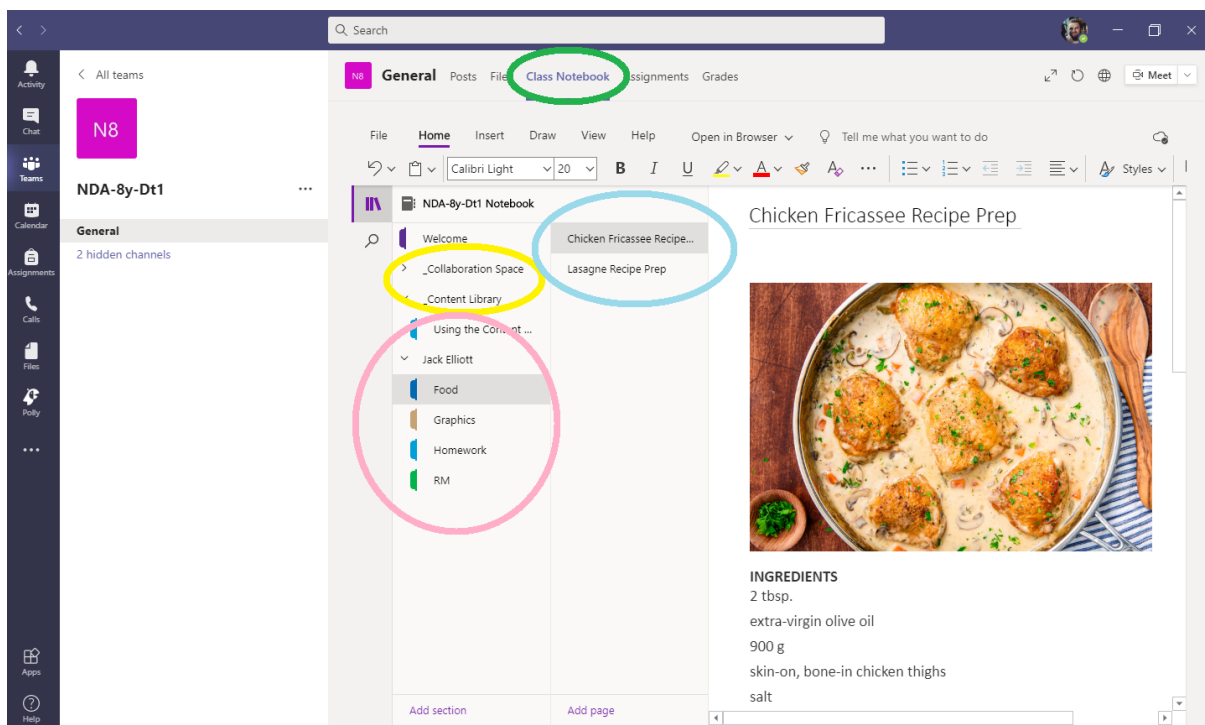 Search
Activity
Chat
Teams
Calendar
Assignments
Calls
Files
Polly
Apps
Help
All teams
N8
NDA-8y-Dt1
General
2 hidden channels
N8 General Posts Class Notebook Grades
Meet
File Home Insert Draw View Help Open in Browser Tell me what you want to do
Calibri Light 20 B I U A Styles
NDA-8y-Dt1 Notebook
Welcome
_Collaboration Space
_Content Library
Using the ...
Jack Elliott
Food
Graphics
Homework
RM
Add section
Chicken Fricassee Recipe...
Lasagne Recipe Prep
Add page
Chicken Fricassee Recipe Prep
INGREDIENTS
2 tbsp.
extra-virgin olive oil
900 g
skin-on, bone-in chicken thighs
salt